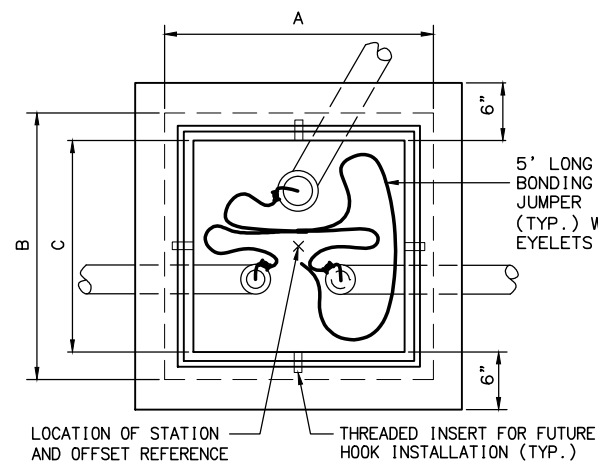 A
6"
5' LONG
BONDING
JUMPER
(TYP.) W
EYELETS
B
C
6"
LOCATION OF STATION
AND OFFSET REFERENCE
THREADED INSERT FOR FUTURE
HOOK INSTALLATION (TYP.)